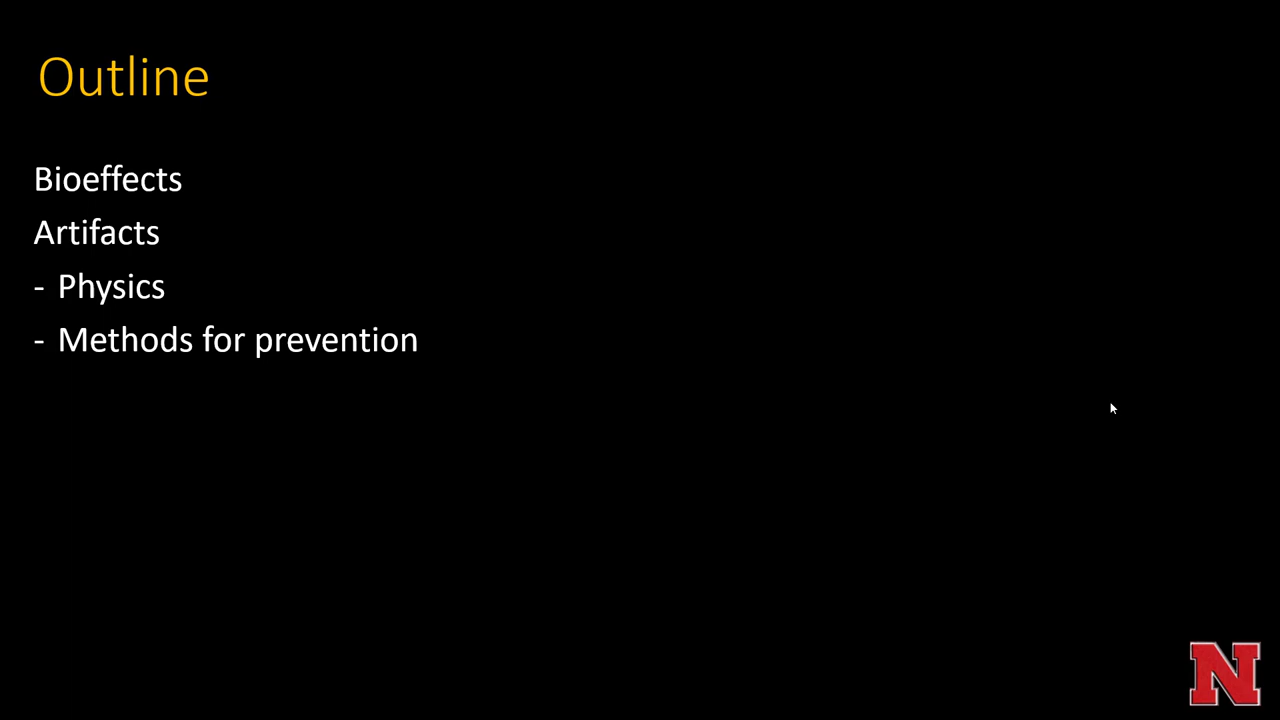 Outline
Bioeffects
Artifacts
- Physics
- Methods for prevention
N